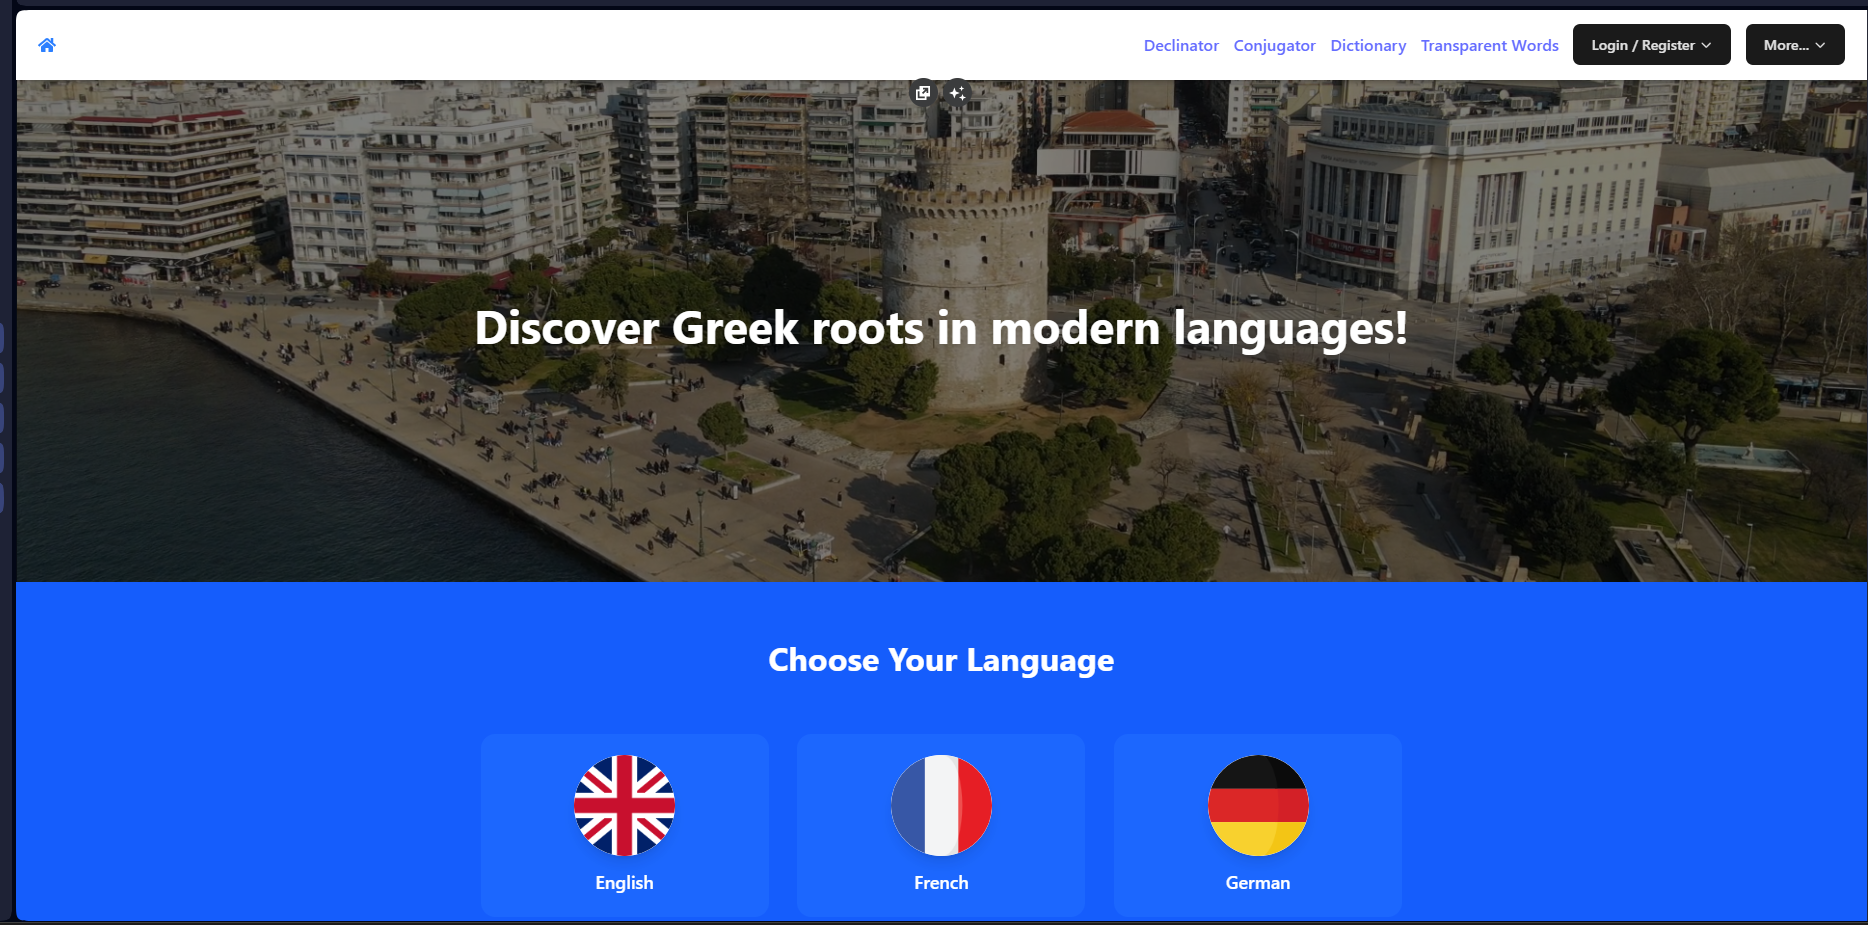 Declinator Conjugator Dictionary Transparent Words Login / Register More...
Discover Greek roots in modern languages!
Choose Your Language
English French German